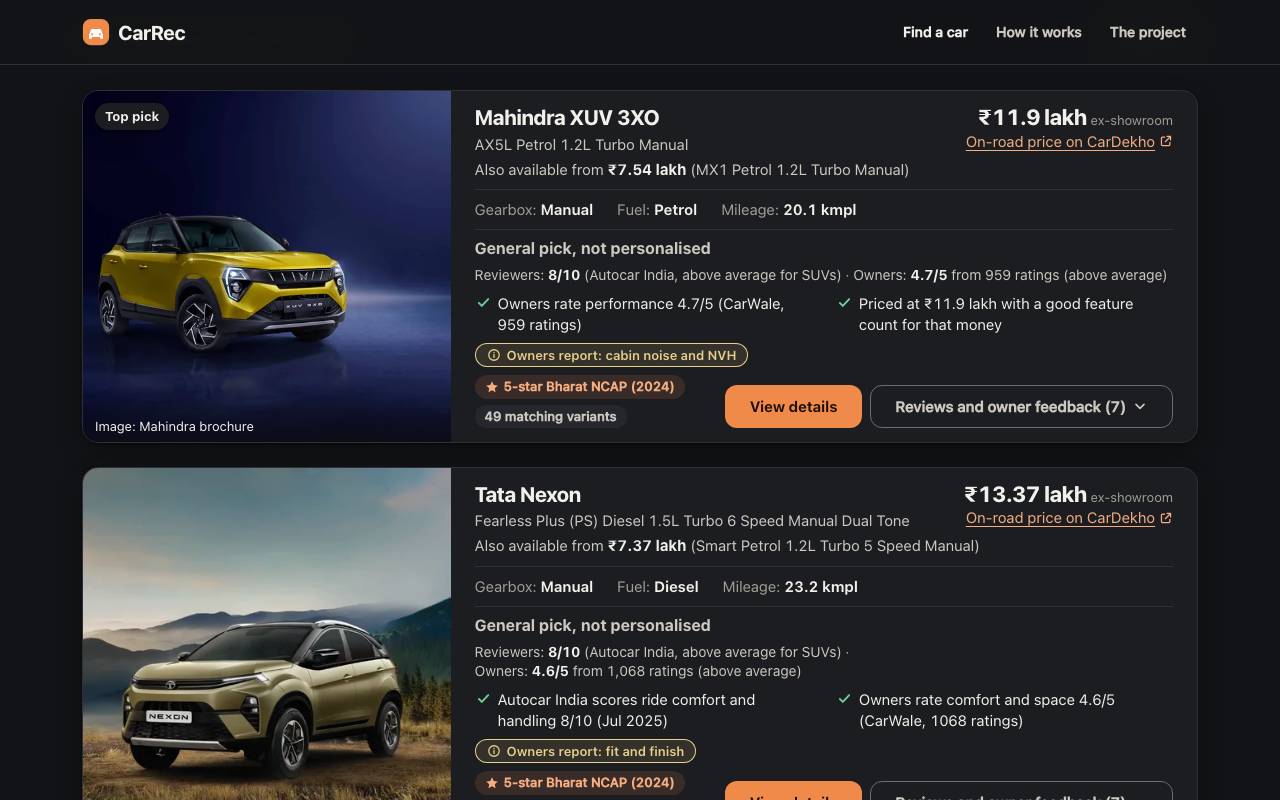 CarRec
Find a car
How it works
The project
Top pick
Mahindra XUV 3XO
₹11.9 lakh ex-showroom
AX5L Petrol 1.2L Turbo Manual
On-road price on CarDekho
Also available from ₹7.54 lakh (MX1 Petrol 1.2L Turbo Manual)
Gearbox: Manual Fuel: Petrol Mileage: 20.1 kmpl
General pick, not personalised
Reviewers: 8/10 (Autocar India, above average for SUVs) · Owners: 4.7/5 from 959 ratings (above average)
Owners rate performance 4.7/5 (CarWale,
959 ratings)
Priced at ₹11.9 lakh with a good feature
count for that money
Owners report: cabin noise and NVH
5-star Bharat NCAP (2024)
49 matching variants
View details
Reviews and owner feedback (7)
XUV 3XO
Image: Mahindra brochure
Tata Nexon
₹13.37 lakh ex-showroom
Fearless Plus (PS) Diesel 1.5L Turbo 6 Speed Manual Dual Tone
On-road price on CarDekho
Also available from ₹7.37 lakh (Smart Petrol 1.2L Turbo 5 Speed Manual)
Gearbox: Manual Fuel: Diesel Mileage: 23.2 kmpl
General pick, not personalised
Reviewers: 8/10 (Autocar India, above average for SUVs) ·
Owners: 4.6/5 from 1,068 ratings (above average)
Autocar India scores ride comfort and
handling 8/10 (Jul 2025)
Owners rate comfort and space 4.6/5
(CarWale, 1068 ratings)
Owners report: fit and finish
5-star Bharat NCAP (2024)
NEXON